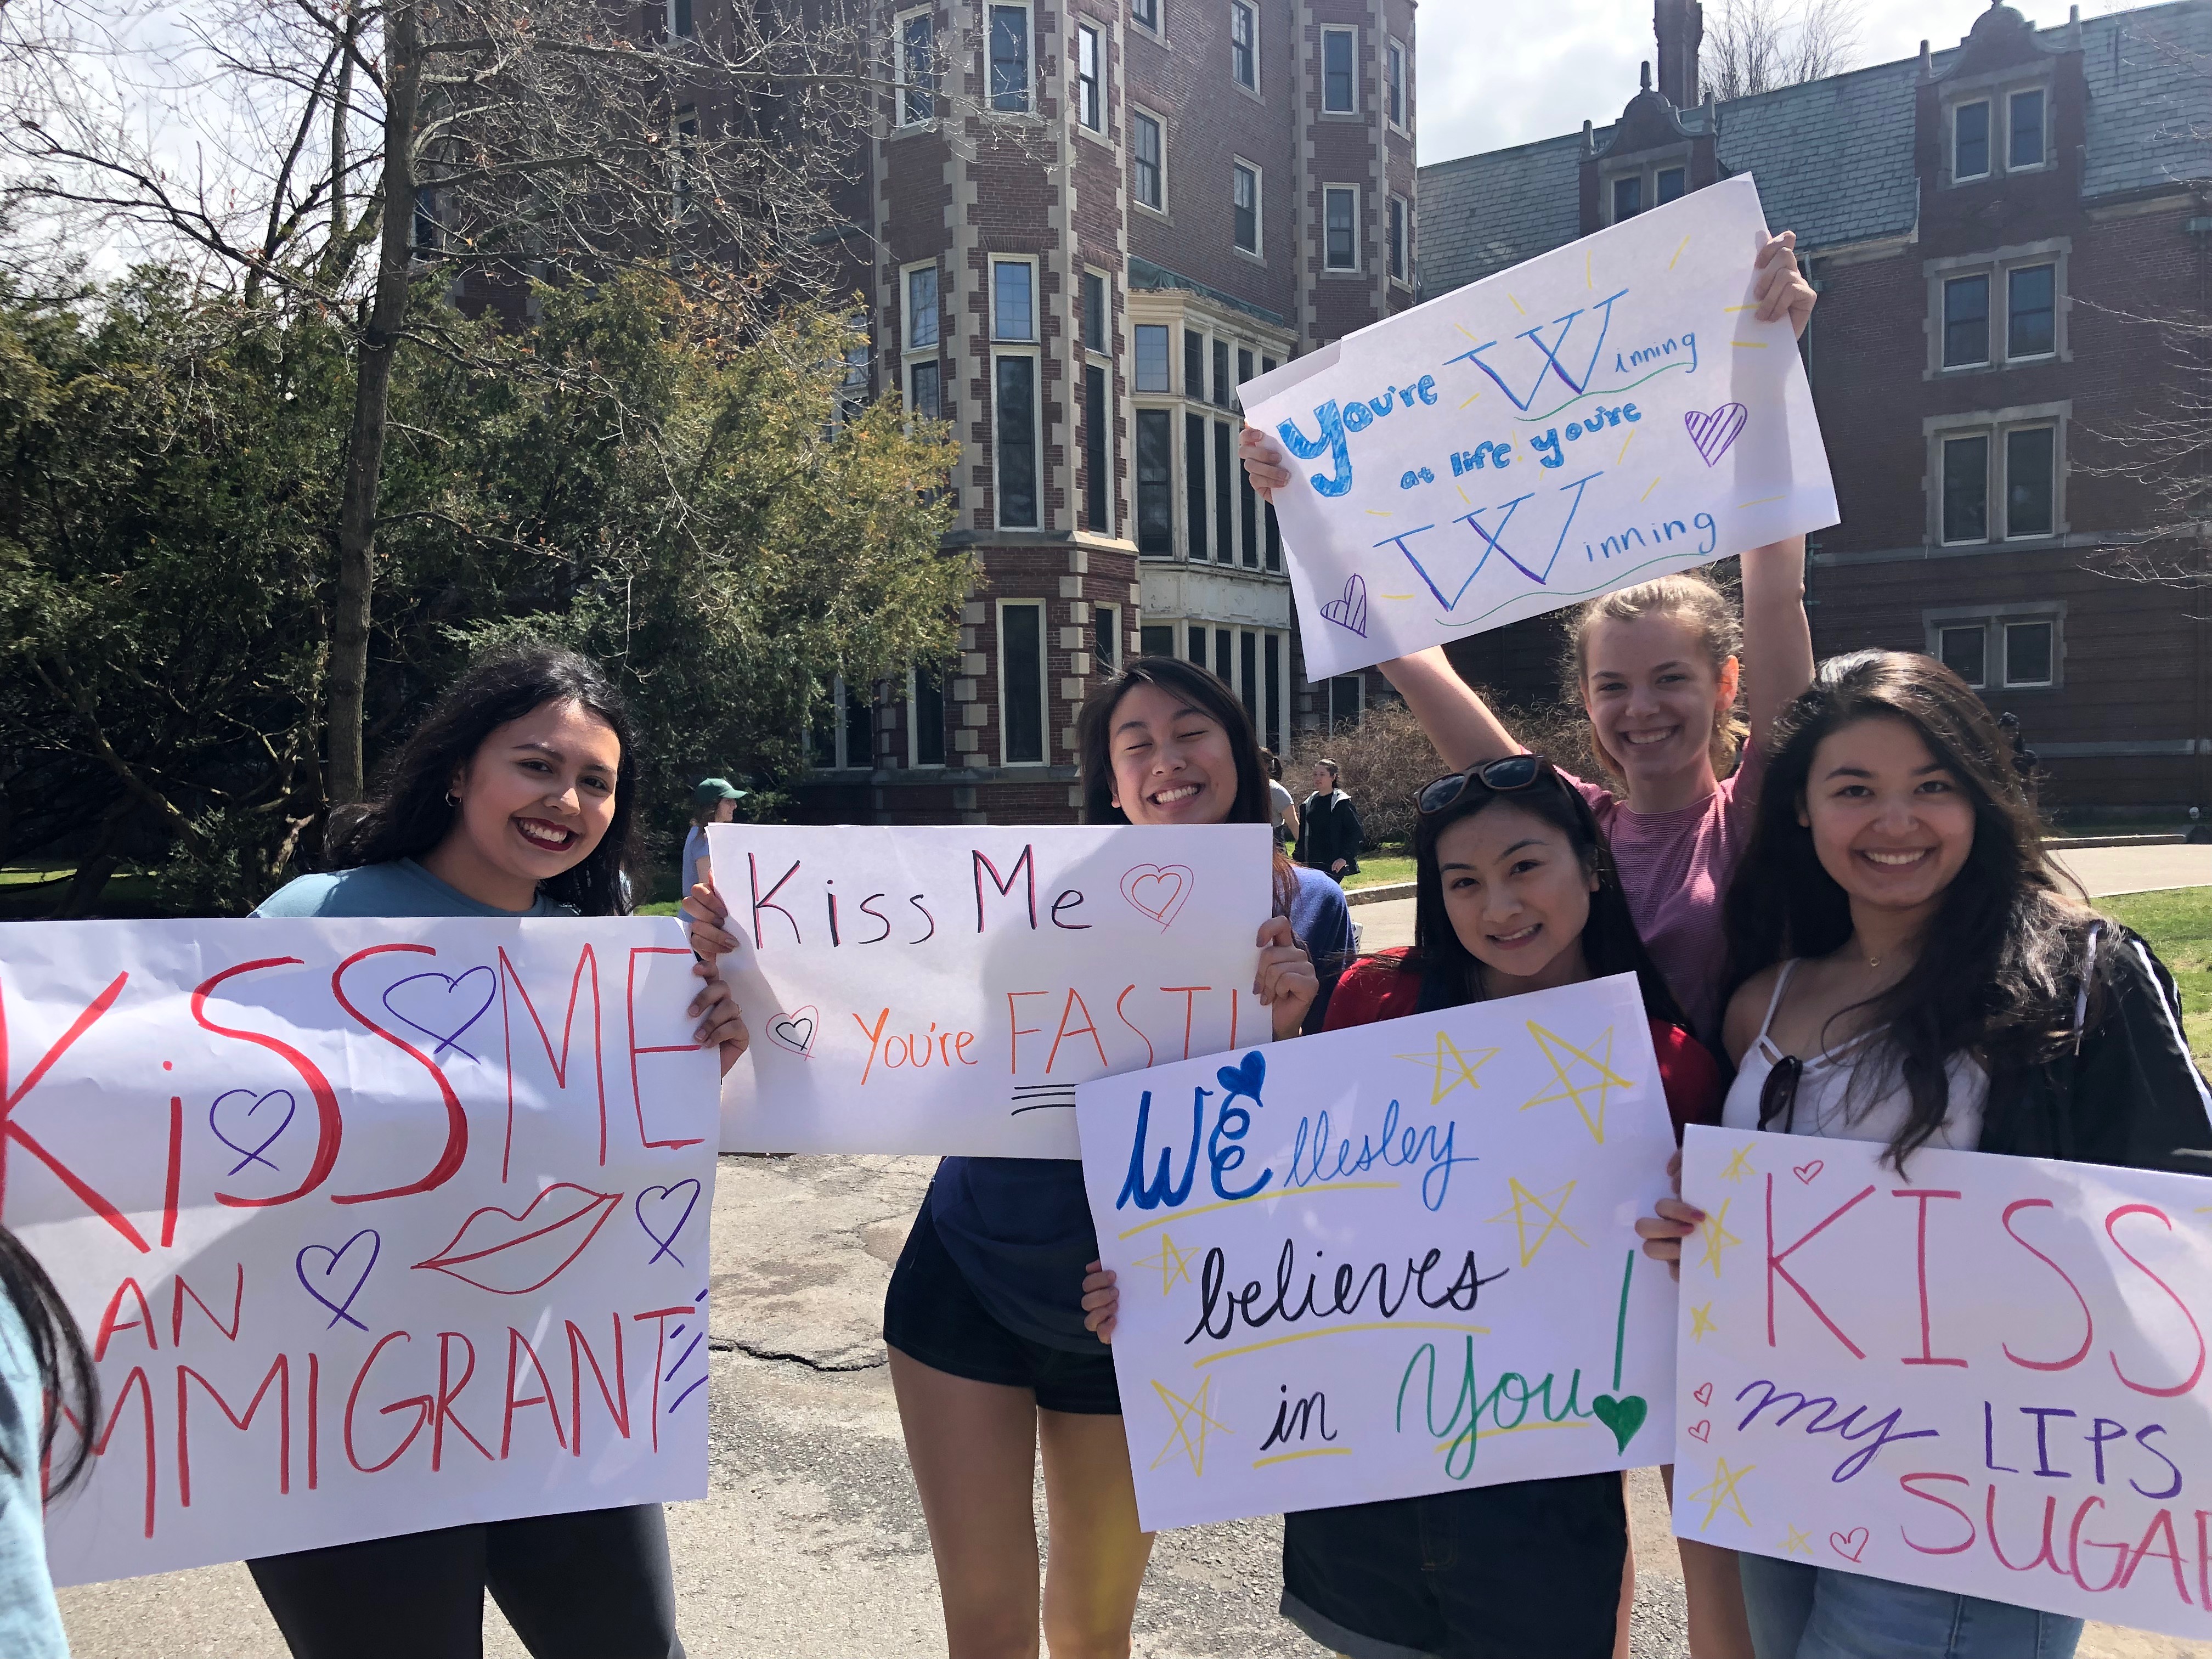 You're Winning
at life you're
Winning
Kiss Me
You're FAST!
KiSS ME
AN
IMMIGRANT
WEllesley
believes
in You!
KISS
my LIPS
SUGAR